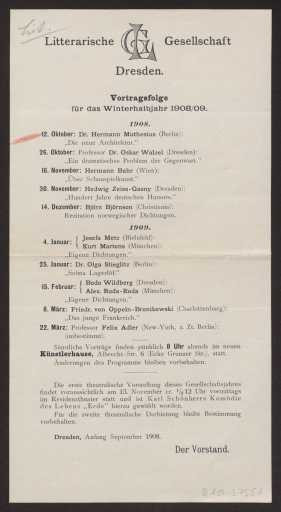 Litterarische Gesellschaft
Dresden.
Vortragsfolge
für das Winterhalbjahr 1908/09.
1908.
12. Oktober: Dr. Hermann Muthesius (Berlin):
„Die neue Architektur.“
26. Oktober: Professor Dr. Oskar Walzel (Dresden):
„Ein dramatisches Problem der Gegenwart.“
16. November: Hermann Bahr (Wien):
„Über Schauspielkunst.“
30. November: Hedwig Zeiss-Gasny (Dresden):
„Hundert Jahre deutschen Humors.“
14. Dezember: Björn Björnson (Christiania):
Rezitation norwegischer Dichtungen.
1909.
4. Januar: { Josefa Metz (Bielefeld):
Kurt Martens (München):
„Eigene Dichtungen.“
25. Januar: Dr. Olga Stieglitz (Berlin):
„Selma Lagerlöf.“
15. Februar: { Bodo Wildberg (Dresden):
Alex. Roda-Roda (München):
„Eigene Dichtungen.“
8. März: Friedr. von Oppeln-Bronikowski (Charlottenburg):
„Das junge Frankreich.“
22. März: Professor Felix Adler (New-York, z. Zt. Berlin):
(unbestimmt).
Sämtliche Vorträge finden pünktlich 8 Uhr abends im neuen
Künstlerhause, Albrecht-Str. 6 (Ecke Grunaer Str.), statt.
Änderungen des Programms bleiben vorbehalten.
Die erste theatralische Vorstellung dieses Gesellschaftsjahres
findet voraussichtlich am 15. November vr. 1/2 12 Uhr vormittags
im Residenztheater statt und ist Karl Schönherrs Komödie
des Lebens „Erde“ hierzu gewählt worden.
Für die zweite theatralische Darbietung bleibt Bestimmung
vorbehalten.
Dresden, Anfang September 1908.
Der Vorstand.